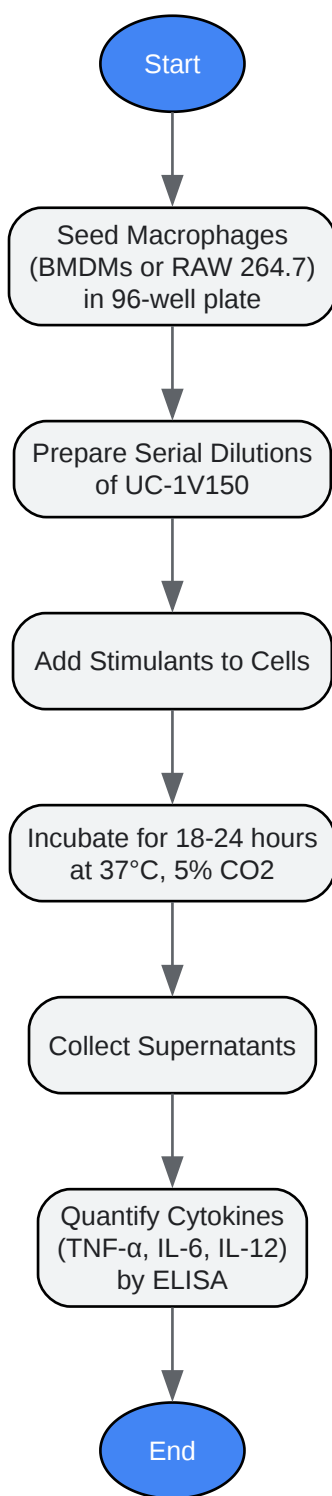 Start
Seed Macrophages
(BMDMs or RAW 264.7)
in 96-well plate
Prepare Serial Dilutions
of UC-1V150
Add Stimulants to Cells
Incubate for 18-24 hours
at 37°C, 5% CO2
Collect Supernatants
Quantify Cytokines
(TNF-α, IL-6, IL-12)
by ELISA
End